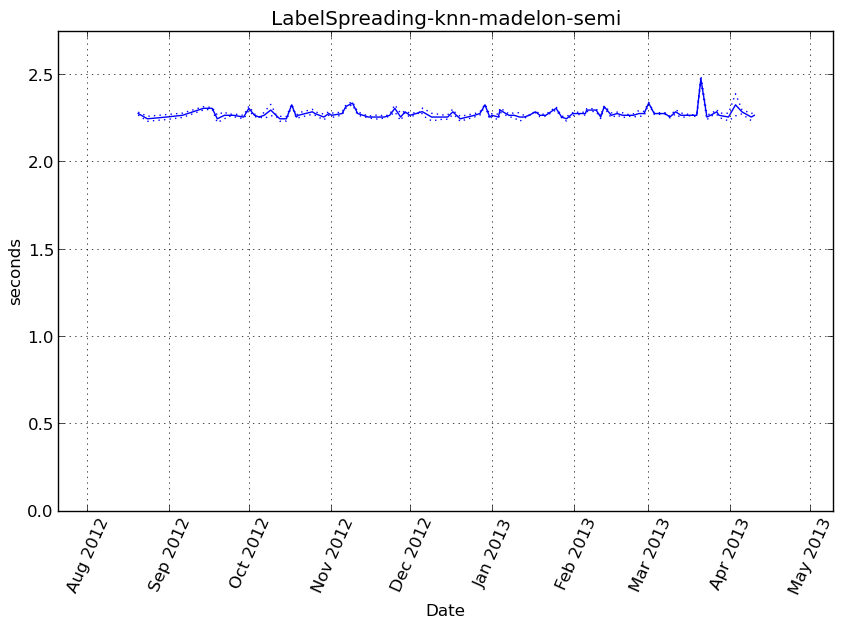 LabelSpreading-knn-madelon-semi
2.5
2.0
1.5
1.0
0.5
0.0
seconds
Aug 2012
Sep 2012
Oct 2012
Nov 2012
Dec 2012
Jan 2013
Feb 2013
Mar 2013
Apr 2013
May 2013
Date